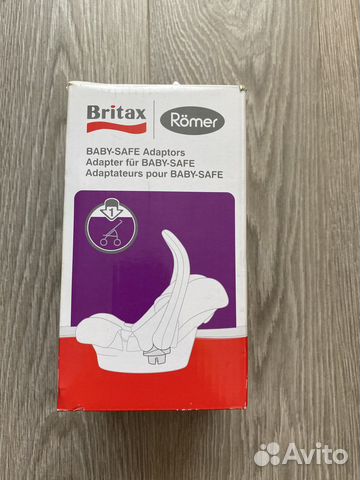 Britax
Römer
BABY-SAFE Adaptors
Adapter für BABY-SAFE
Adaptateurs pour BABY-SAFE
1
Avito